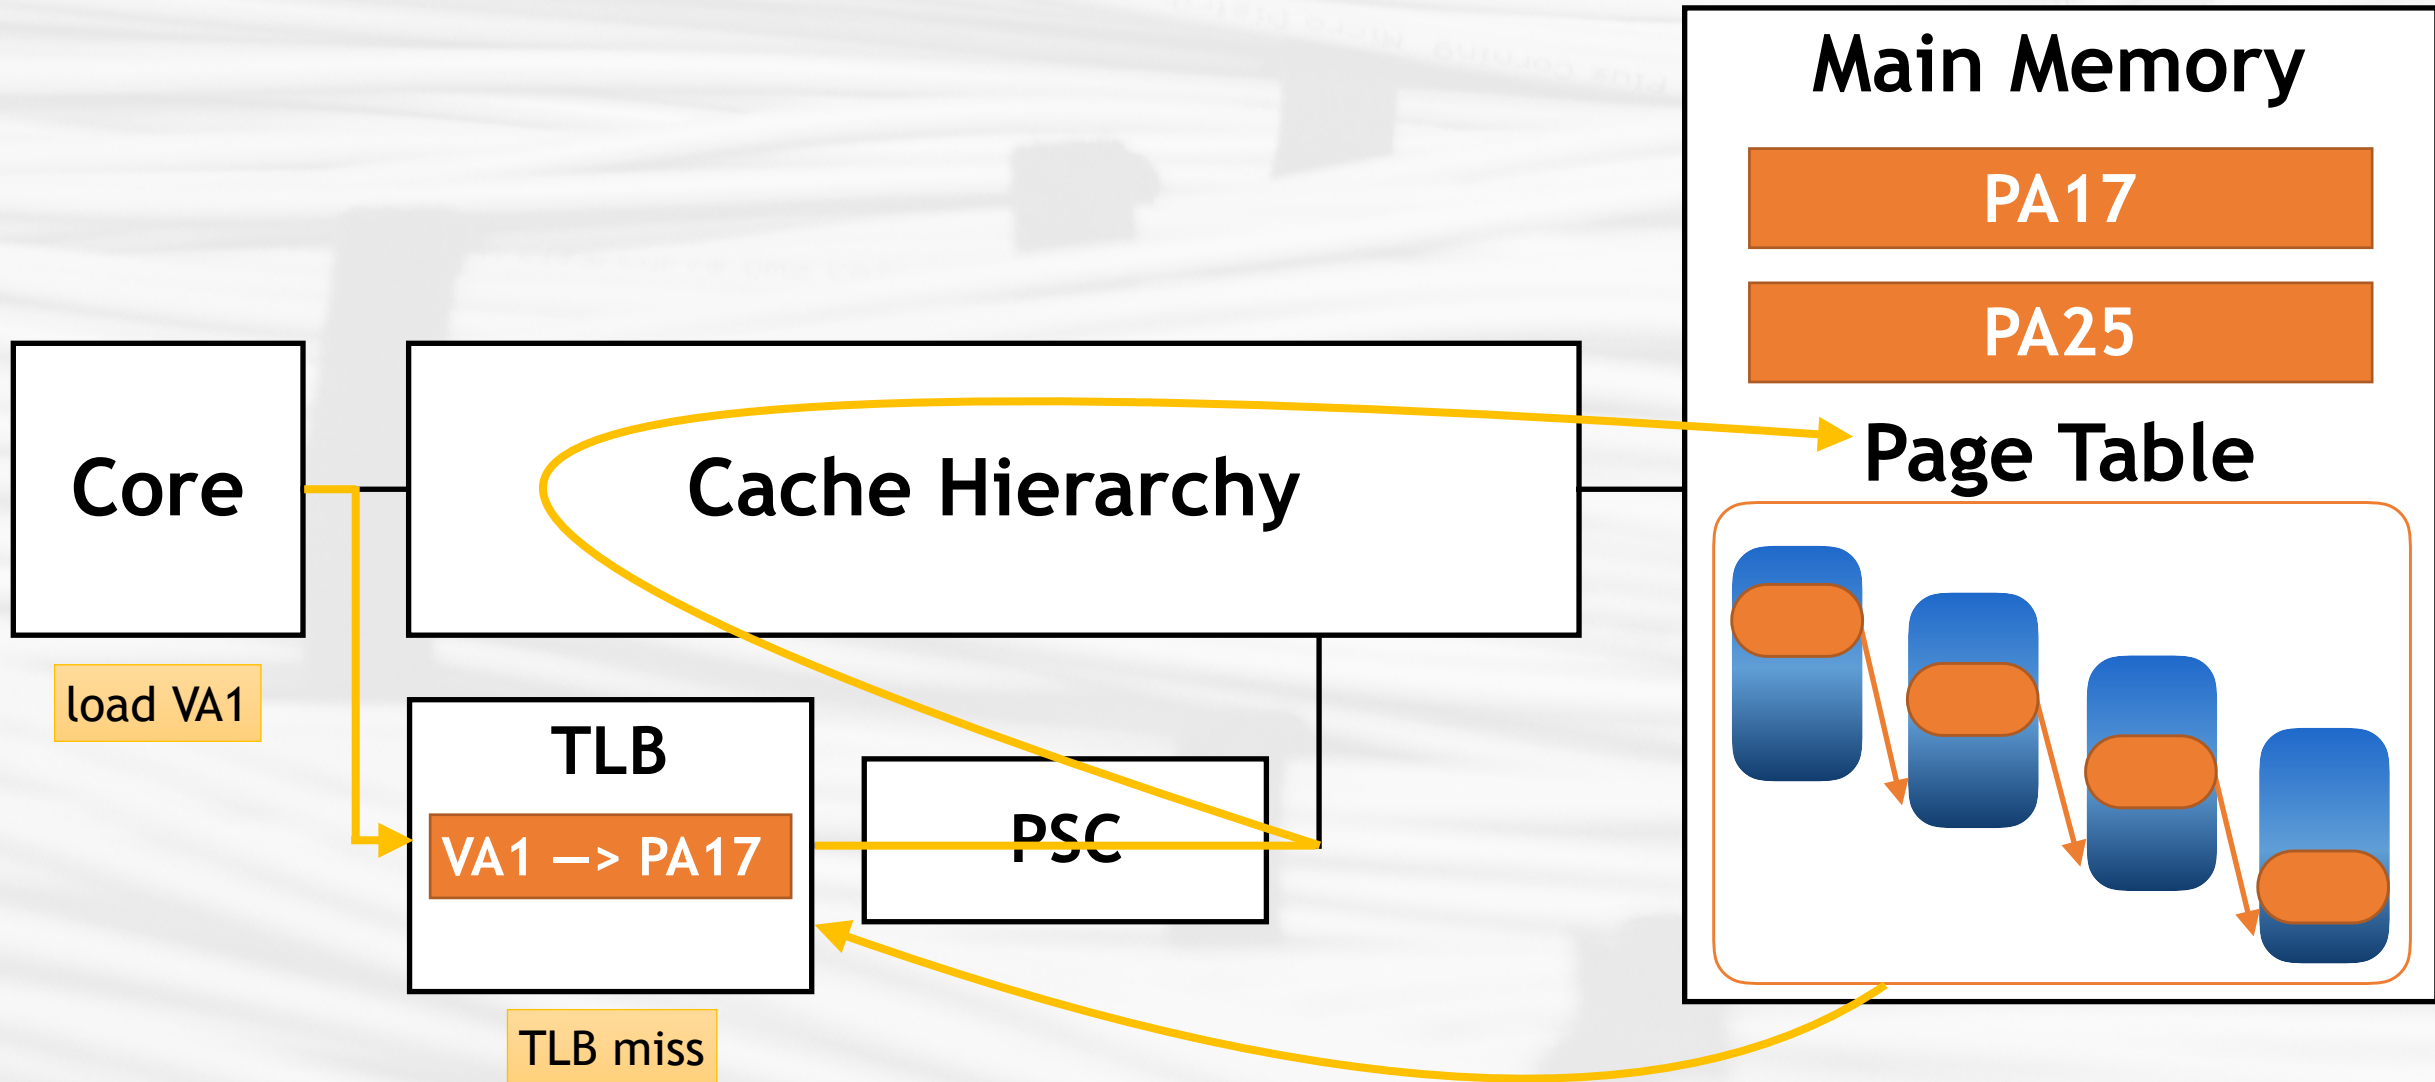 Main Memory
PA17
PA25
Page Table
Core
Cache Hierarchy
load VA1
TLB
VA1 —> PA17
PSC
TLB miss